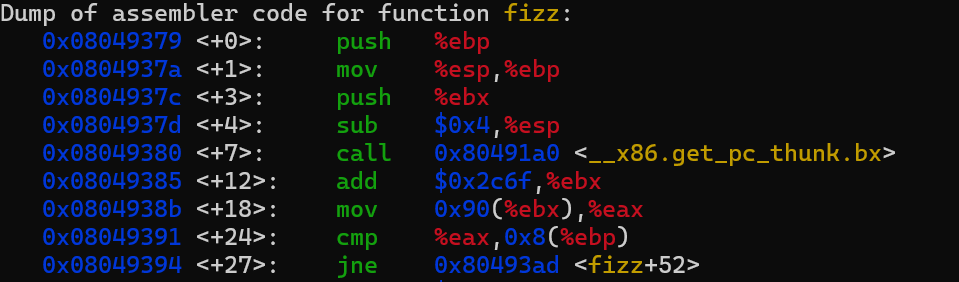 Dump of assembler code for function fizz:
   0x08049379 <+0>:     push   %ebp
   0x0804937a <+1>:     mov    %esp,%ebp
   0x0804937c <+3>:     push   %ebx
   0x0804937d <+4>:     sub    $0x4,%esp
   0x08049380 <+7>:     call   0x80491a0 <__x86.get_pc_thunk.bx>
   0x08049385 <+12>:    add    $0x2c6f,%ebx
   0x0804938b <+18>:    mov    0x90(%ebx),%eax
   0x08049391 <+24>:    cmp    %eax,0x8(%ebp)
   0x08049394 <+27>:    jne    0x80493ad <fizz+52>